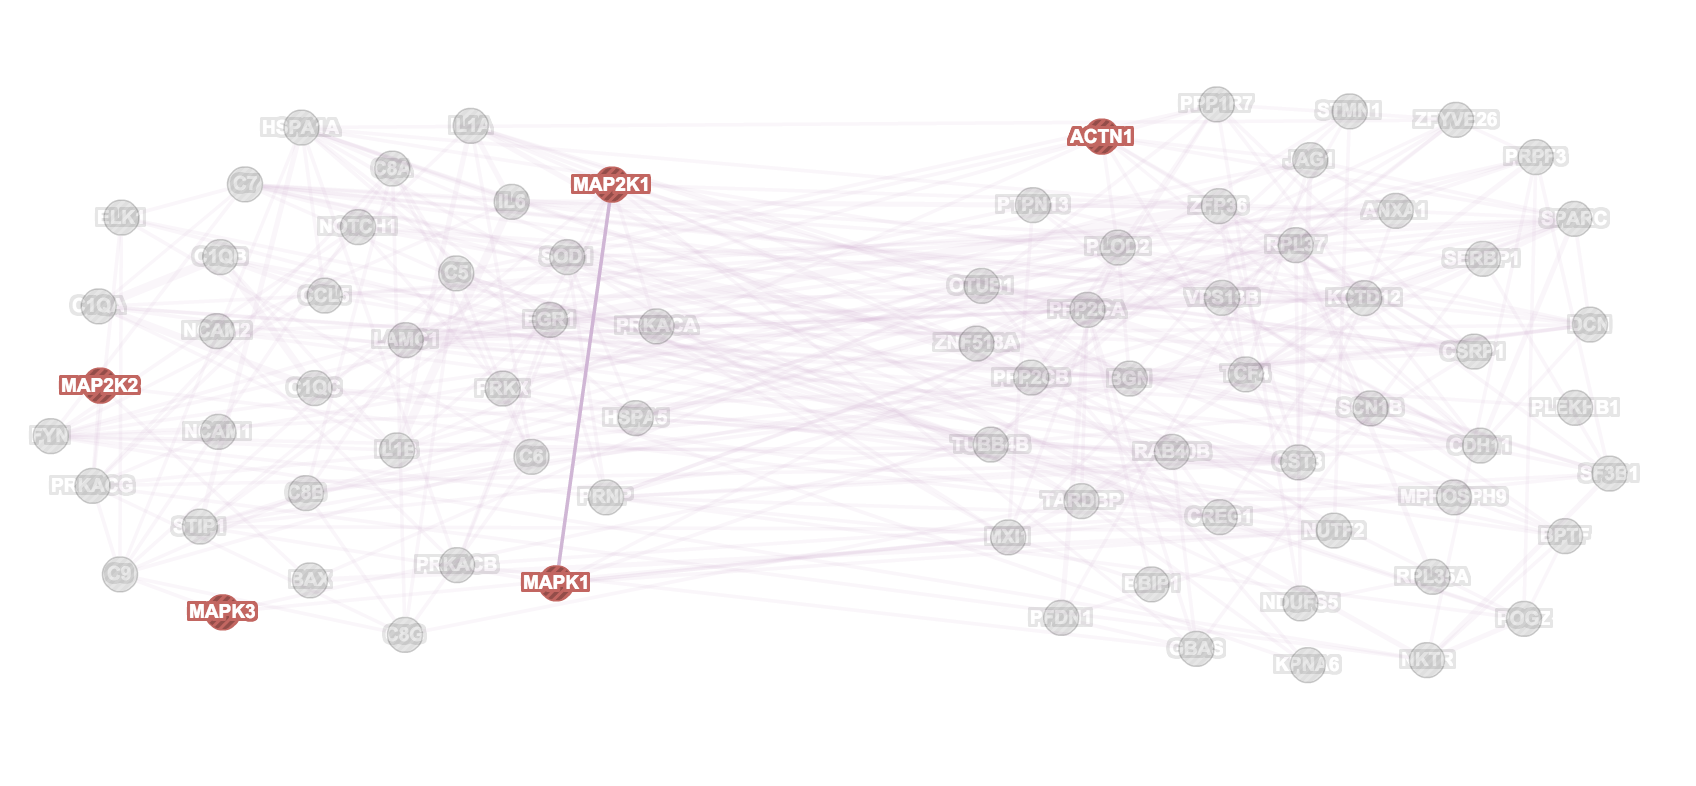 HSPA1A
IL1A
C8A
C7
MAP2K1
IL6
ELK1
NOTCH1
C1QB
SOD1
C5
CCL5
C1QA
EGR1
PRKACA
NCAM2
LAMC1
MAP2K2
C1QC
PRKX
HSPA5
FYN
NCAM1
IL1B
C6
PRKACG
C8B
PRNP
STIP1
PRKACB
C9
BAX
MAPK1
MAPK3
C8G
PPP1R7
STMN1
ZFYVE26
ACTN1
JAG1
PRPF3
PTPN13
ZFP36
ANXA1
SPARC
PLOD2
RPL37
SERBP1
OTUB1
VPS13B
KCTD12
PPP2CA
DCN
ZNF518A
CSRP1
PPP2CB
BGN
TCF4
SCN1B
PLEKHB1
TUBB4B
RAB40B
CST3
CDH11
SF3B1
TARDBP
MPHOSPH9
CREG1
NUTF2
MXI1
BPTF
BBIP1
RPL35A
PFDN1
NDUFS5
POGZ
GBAS
KPNA6
NKTR